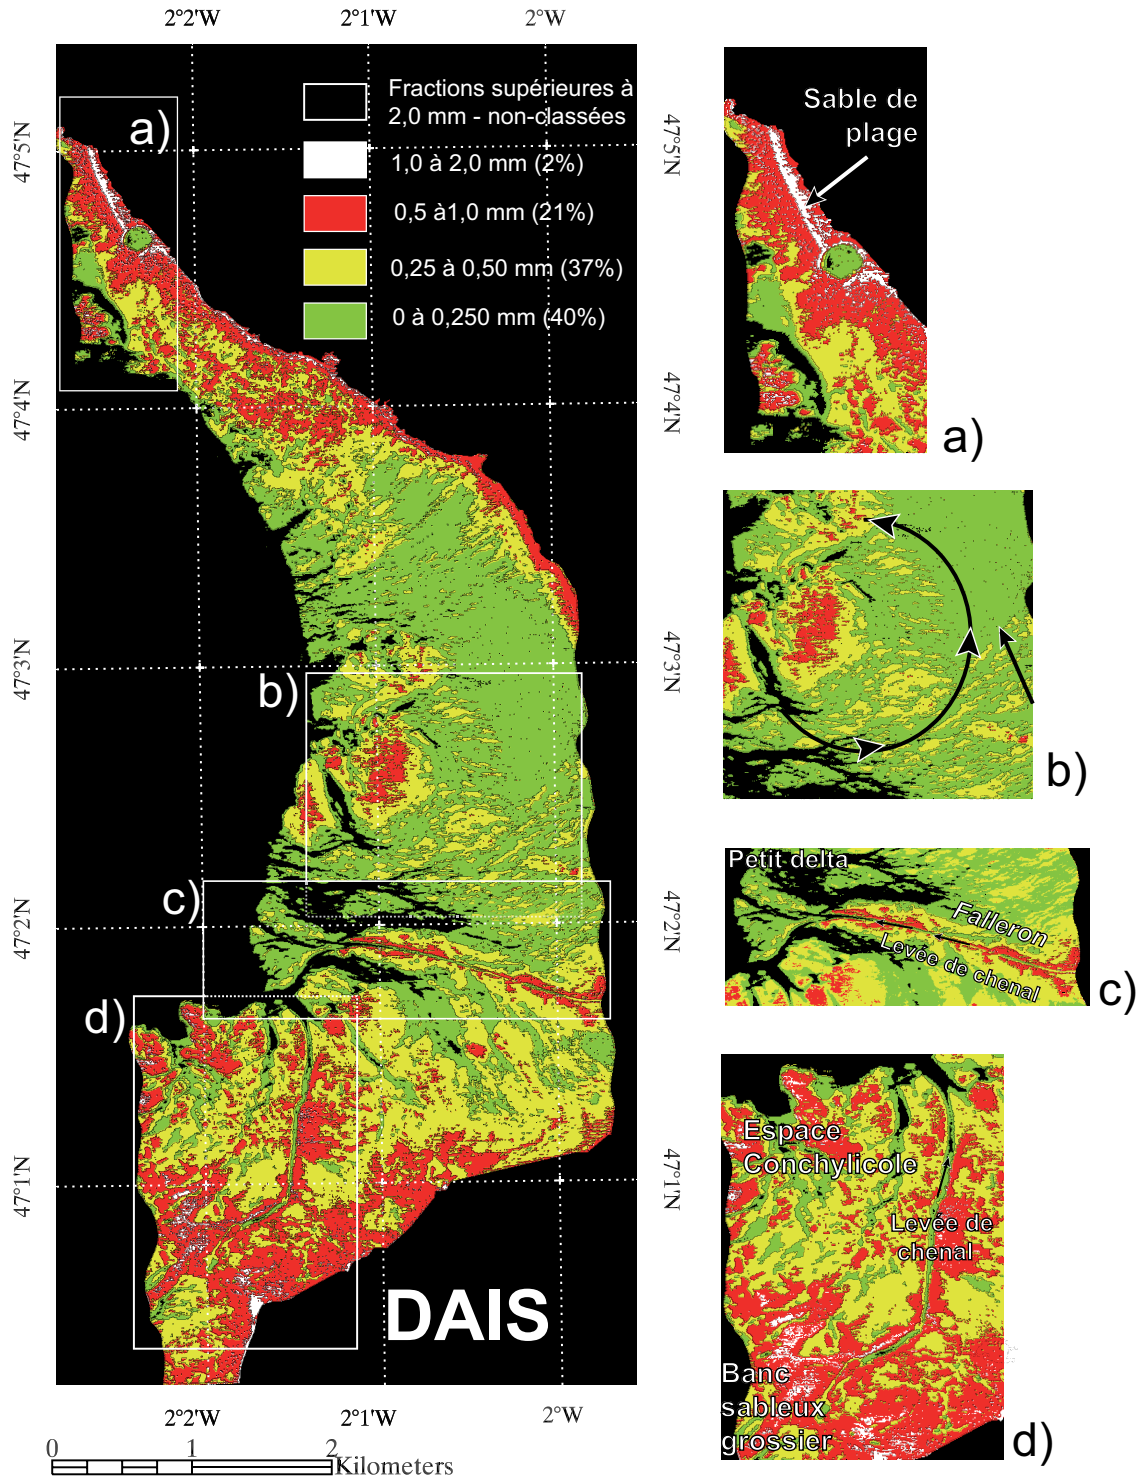 2°2'W 2°1'W 2°W
Fractions supérieures à
2,0 mm - non-classées
1,0 à 2,0 mm (2%)
0,5 à1,0 mm (21%)
0,25 à 0,50 mm (37%)
0 à 0,250 mm (40%)
a)
b)
c)
d)
47°5'N
47°4'N
47°3'N
47°2'N
47°1'N
47°5'N
47°4'N
47°3'N
47°2'N
47°1'N
DAIS
2°2'W 2°1'W 2°W
0 1 2
Kilometers
Sable de
plage
a)
b)
Petit delta
Falleron
Levée de chenal
c)
Espace
Conchylicole
Levée de
chenal
Banc
sableux
grossier
d)